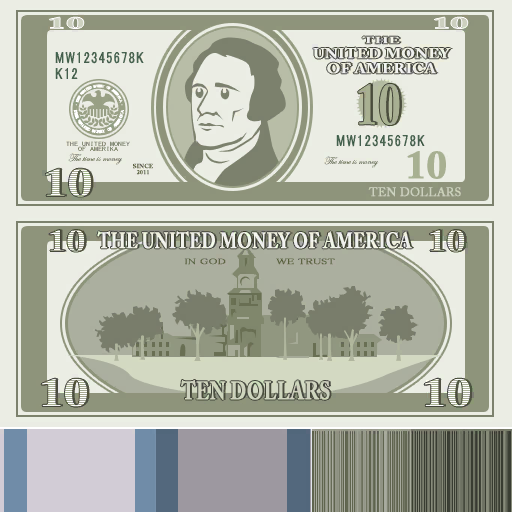 10
10
MW12345678K
K12
THE
UNITED MONEY
OF AMERICA
10
MW12345678K
THE UNITED MONEY
OF AMERIKA
The time is money
SINCE
2011
The time is money
10
10
TEN DOLLARS
10
THE UNITED MONEY OF AMERICA
10
IN GOD WE TRUST
10
TEN DOLLARS
10